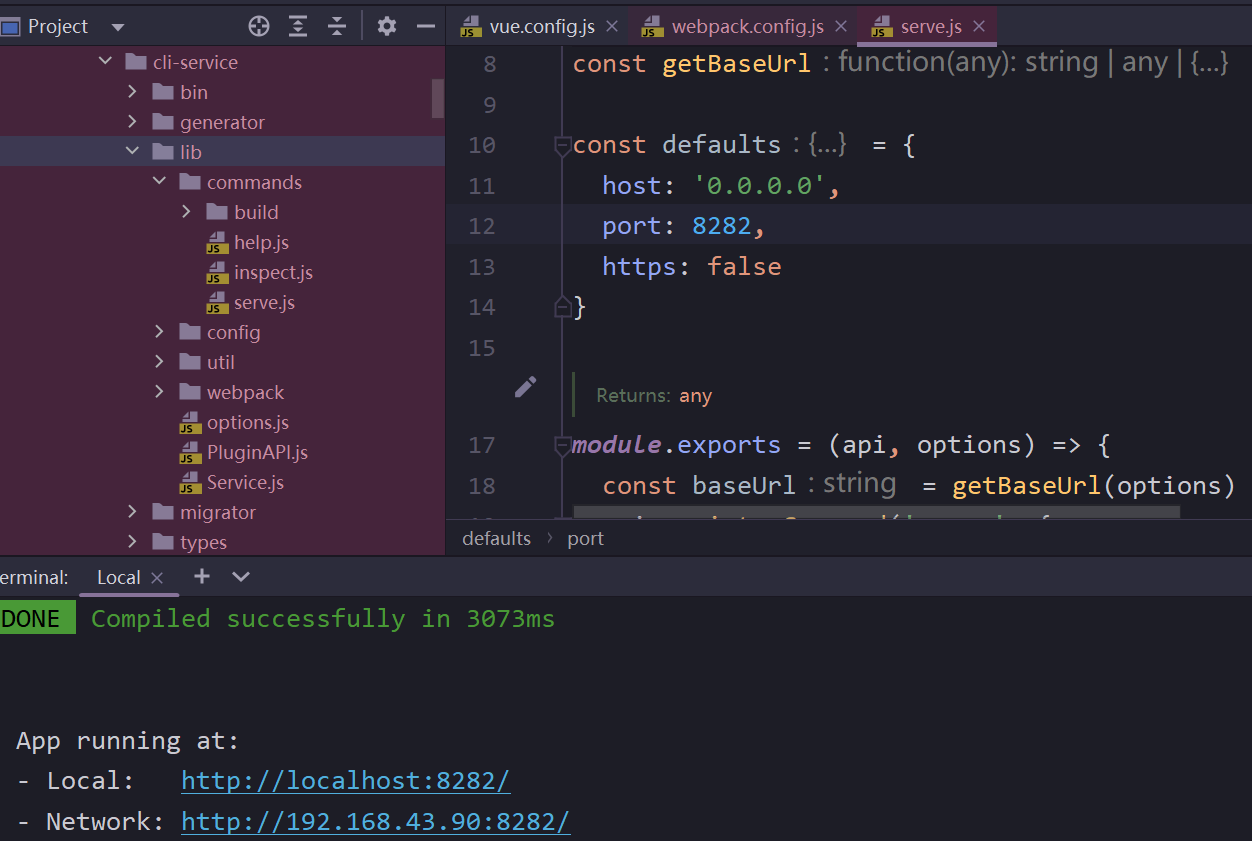 Project
cli-service
bin
generator
lib
commands
build
help.js
inspect.js
serve.js
config
util
webpack
options.js
PluginAPI.js
Service.js
migrator
types
vue.config.js
webpack.config.js
serve.js
8 const getBaseUrl : function(any): string | any | {...}
9
10 const defaults : {...} = {
11 host: '0.0.0.0',
12 port: 8282,
13 https: false
14 }
15
Returns: any
17 module.exports = (api, options) => {
18 const baseUrl : string = getBaseUrl(options)
defaults > port
erminal: Local
DONE Compiled successfully in 3073ms
App running at:
- Local: http://localhost:8282/
- Network: http://192.168.43.90:8282/